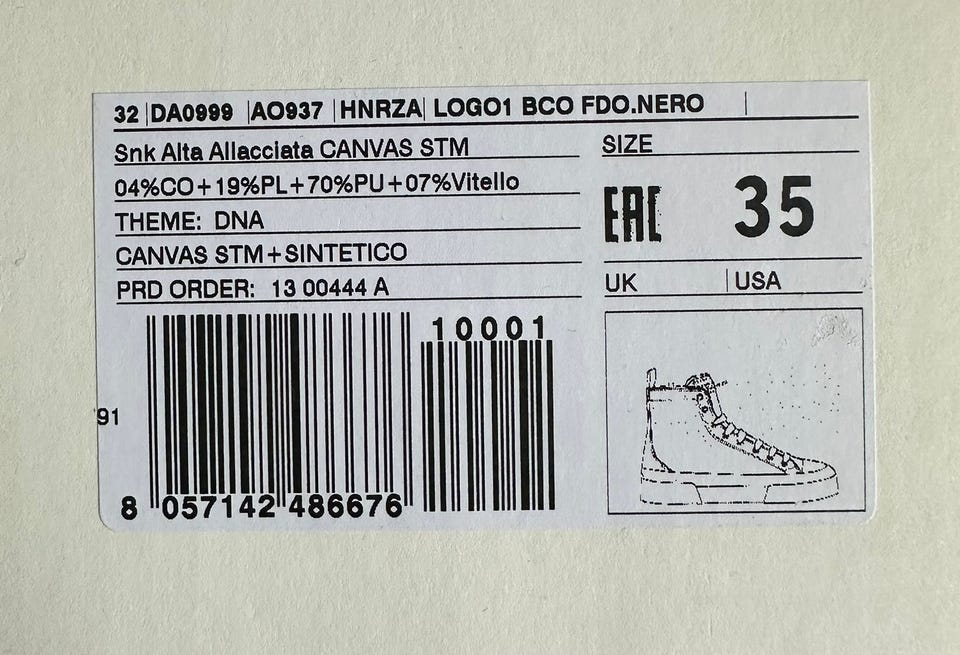 32 | DA0999 | AO937 | HNRZA | LOGO1 BCO FDO.NERO |
Snk Alta Allacciata CANVAS STM
04%CO+19%PL+70%PU+07%Vitello
THEME: DNA
CANVAS STM+SINTETICO
PRD ORDER: 13 00444 A
SIZE
EAC 35
UK | USA
10001
91
8 057142 486676